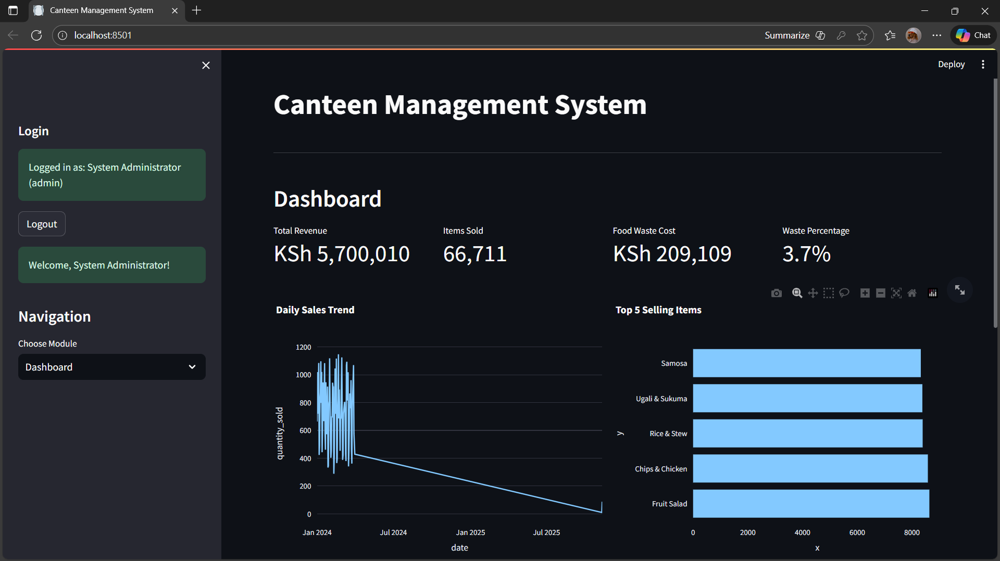 Canteen Management System
localhost:8501
Summarize
Chat
Deploy
Login
Logged in as: System Administrator
(admin)
Logout
Welcome, System Administrator!
Navigation
Choose Module
Dashboard
Canteen Management System
Dashboard
Total Revenue
KSh 5,700,010
Items Sold
66,711
Food Waste Cost
KSh 209,109
Waste Percentage
3.7%
Daily Sales Trend
quantity_sold
1200
1000
800
600
400
200
0
Jan 2024
Jul 2024
Jan 2025
Jul 2025
date
Top 5 Selling Items
y
Samosa
Ugali & Sukuma
Rice & Stew
Chips & Chicken
Fruit Salad
0
2000
4000
6000
8000
x